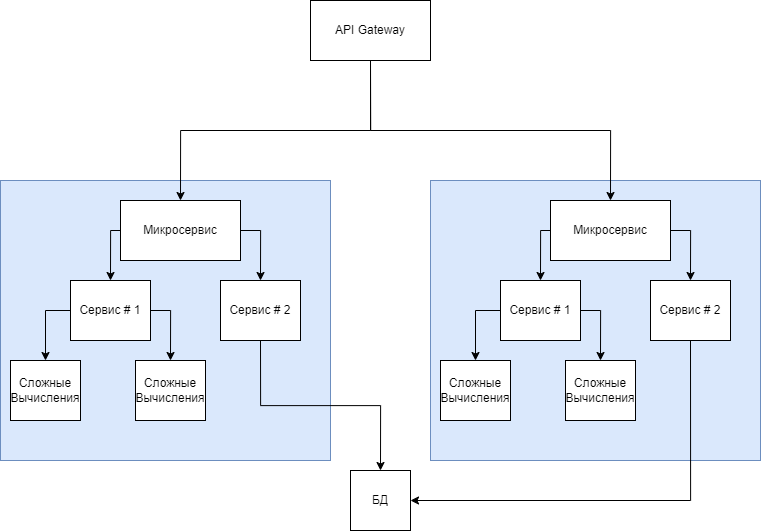 API Gateway
Микросервис
Микросервис
Сервис # 1
Сервис # 2
Сервис # 1
Сервис # 2
Сложные
Вычисления
Сложные
Вычисления
Сложные
Вычисления
Сложные
Вычисления
БД